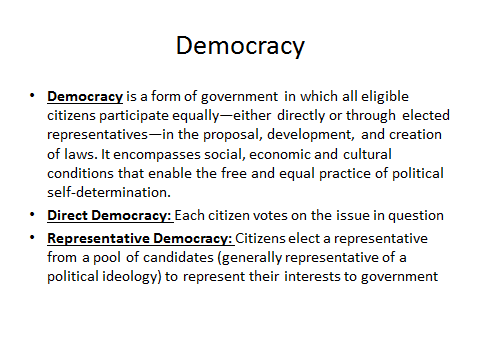 Democracy
• Democracy is a form of government in which all eligible
citizens participate equally—either directly or through elected
representatives—in the proposal, development, and creation
of laws. It encompasses social, economic and cultural
conditions that enable the free and equal practice of political
self-determination.
• Direct Democracy: Each citizen votes on the issue in question
• Representative Democracy: Citizens elect a representative
from a pool of candidates (generally representative of a
political ideology) to represent their interests to government